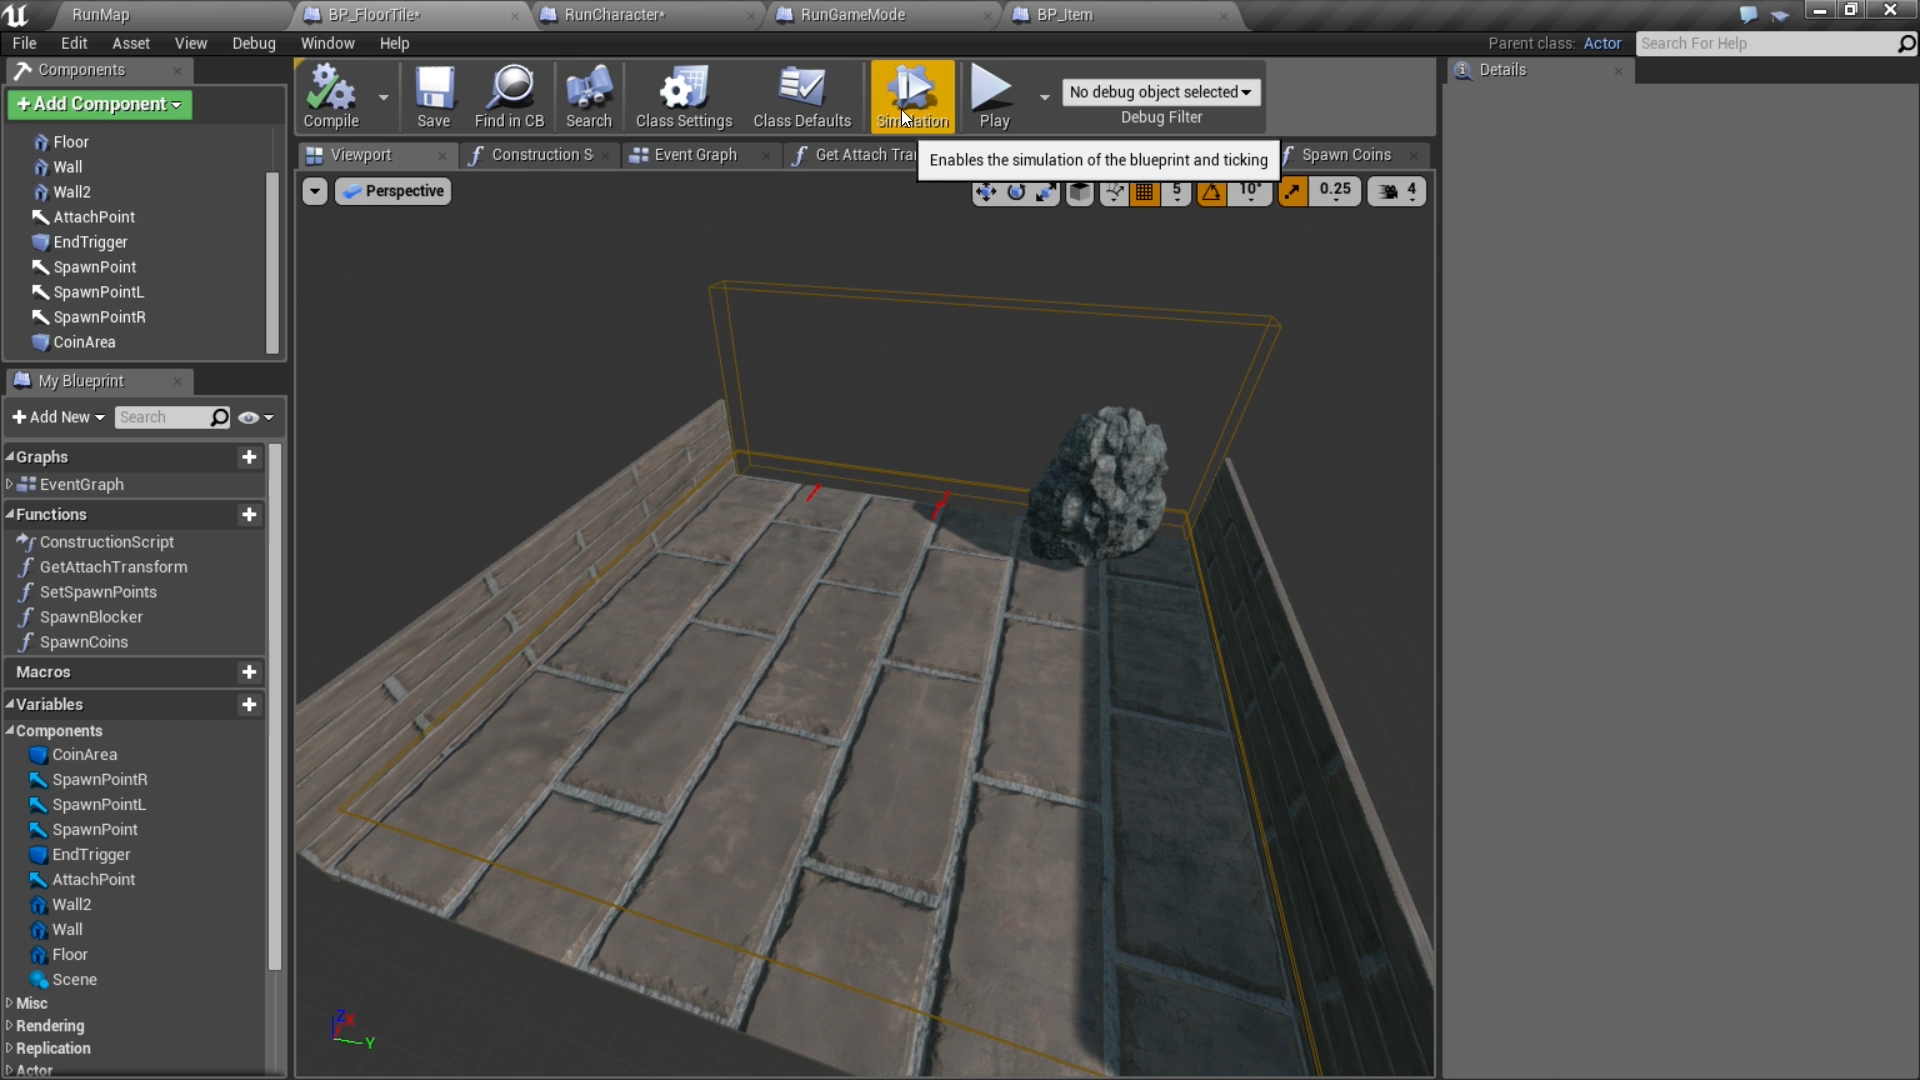 RunMap
BP_FloorTile*
RunCharacter*
RunGameMode
BP_Item
File Edit Asset View Debug Window Help
Parent class: Actor
Search For Help
Components
Add Component
Floor
Wall
Wall2
AttachPoint
EndTrigger
SpawnPoint
SpawnPointL
SpawnPointR
CoinArea
Compile
Save
Find in CB
Search
Class Settings
Class Defaults
Simulation
Play
No debug object selected
Debug Filter
Viewport
Construction S
Event Graph
Get Attach Tra
Spawn Coins
Enables the simulation of the blueprint and ticking
Perspective
5
10°
0.25
4
Details
My Blueprint
Add New
Search
Graphs
EventGraph
Functions
ConstructionScript
GetAttachTransform
SetSpawnPoints
SpawnBlocker
SpawnCoins
Macros
Variables
Components
CoinArea
SpawnPointR
SpawnPointL
SpawnPoint
EndTrigger
AttachPoint
Wall2
Wall
Floor
Scene
Misc
Rendering
Replication
Actor
Z X
Y